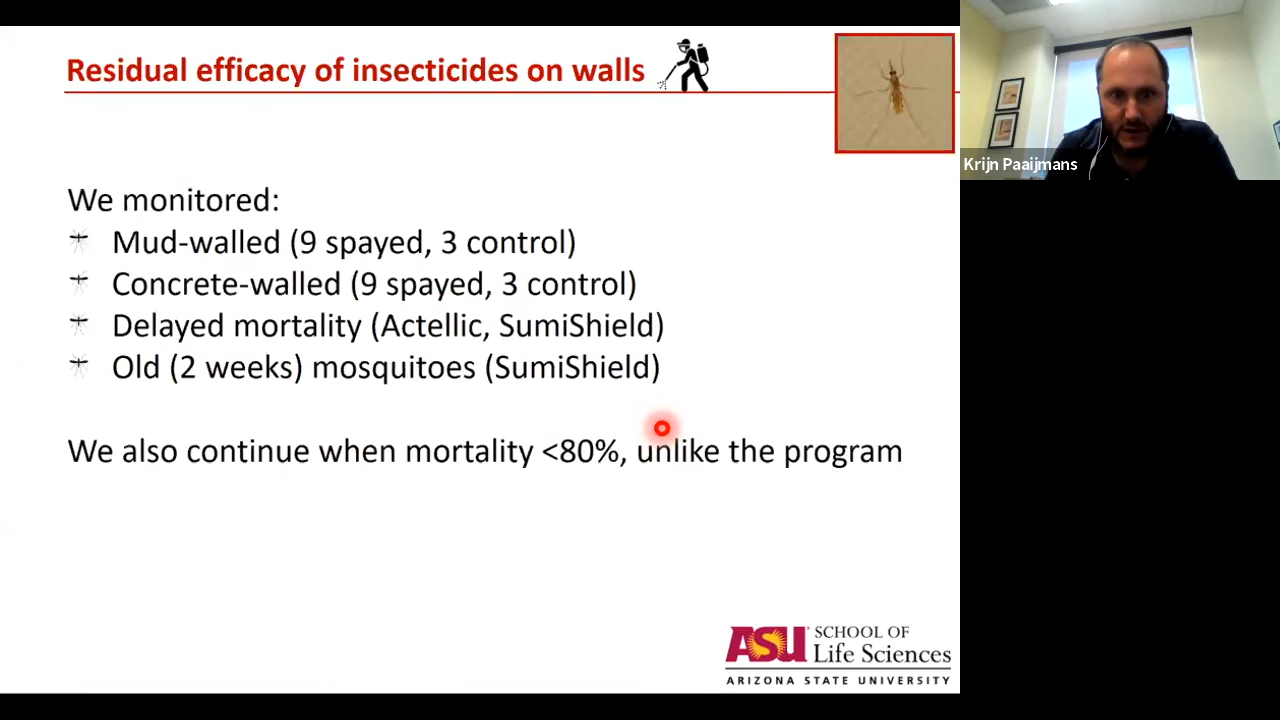 Residual efficacy of insecticides on walls
Krijn Paaijmans
We monitored:
Mud-walled (9 spayed, 3 control)
Concrete-walled (9 spayed, 3 control)
Delayed mortality (Actellic, SumiShield)
Old (2 weeks) mosquitoes (SumiShield)
We also continue when mortality <80%, unlike the program
ASU SCHOOL OF
Life Sciences
ARIZONA STATE UNIVERSITY